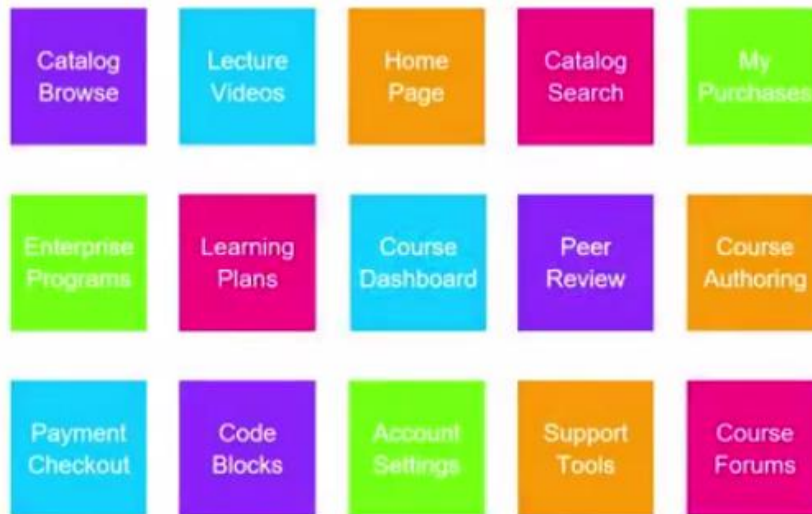 Catalog
Browse
Lecture
Videos
Home
Page
Catalog
Search
My
Purchases
Enterprise
Programs
Learning
Plans
Course
Dashboard
Peer
Review
Course
Authoring
Payment
Checkout
Code
Blocks
Account
Settings
Support
Tools
Course
Forums